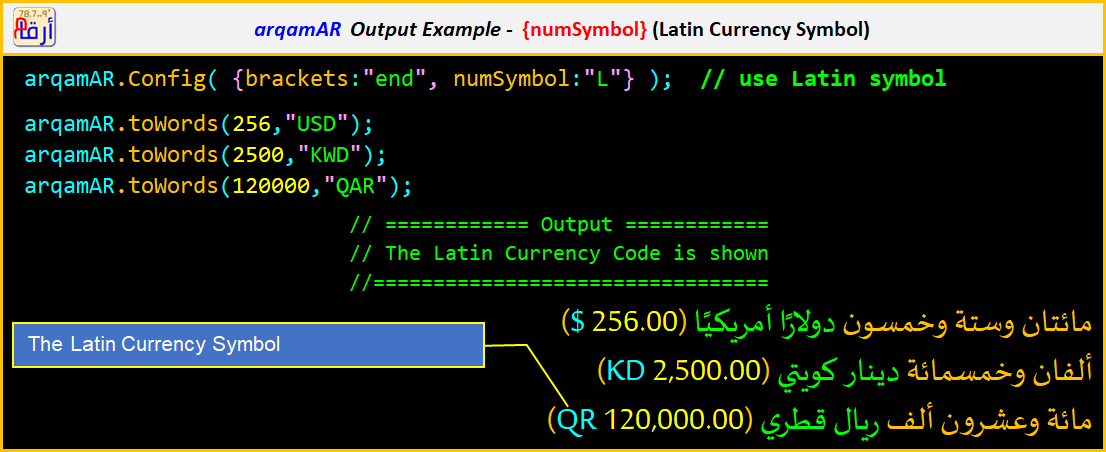 78.7,,٩٣
أرقام
arqamAR Output Example - {numSymbol} (Latin Currency Symbol)
arqamAR.Config( {brackets:"end", numSymbol:"L"} ); // use Latin symbol
arqamAR.toWords(256,"USD");
arqamAR.toWords(2500,"KWD");
arqamAR.toWords(120000,"QAR");
// ============ Output ============
// The Latin Currency Code is shown
//=================================
مائتان وستة وخمسون دولارًا أمريكيًا (256.00 $)
The Latin Currency Symbol
ألفان وخمسمائة دينار كويتي (2,500.00 KD)
مائة وعشرون ألف ريال قطري (120,000.00 QR)